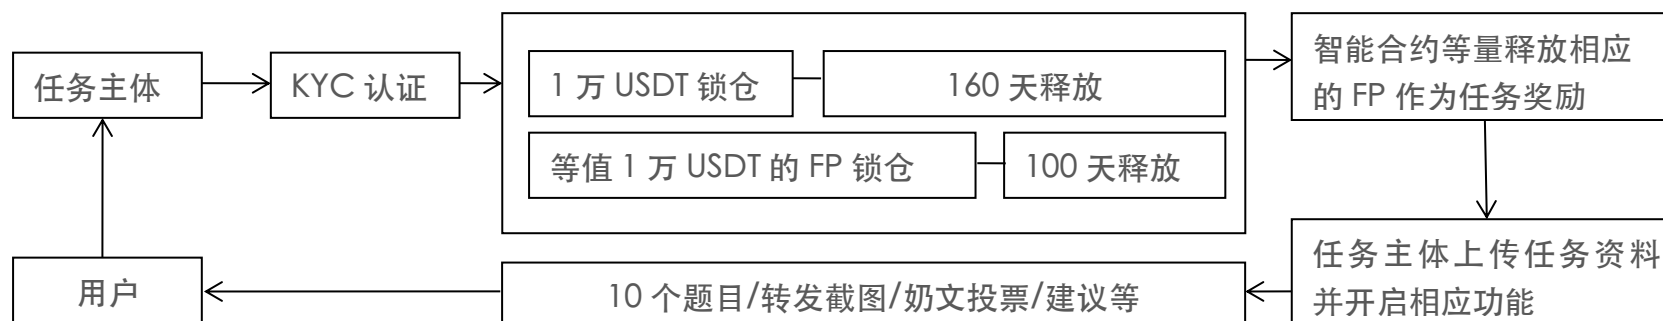 任务主体
KYC 认证
1 万 USDT 锁仓
160 天释放
等值 1 万 USDT 的 FP 锁仓
100 天释放
智能合约等量释放相应
的 FP 作为任务奖励
任务主体上传任务资料
并开启相应功能
10 个题目/转发截图/奶文投票/建议等
用户